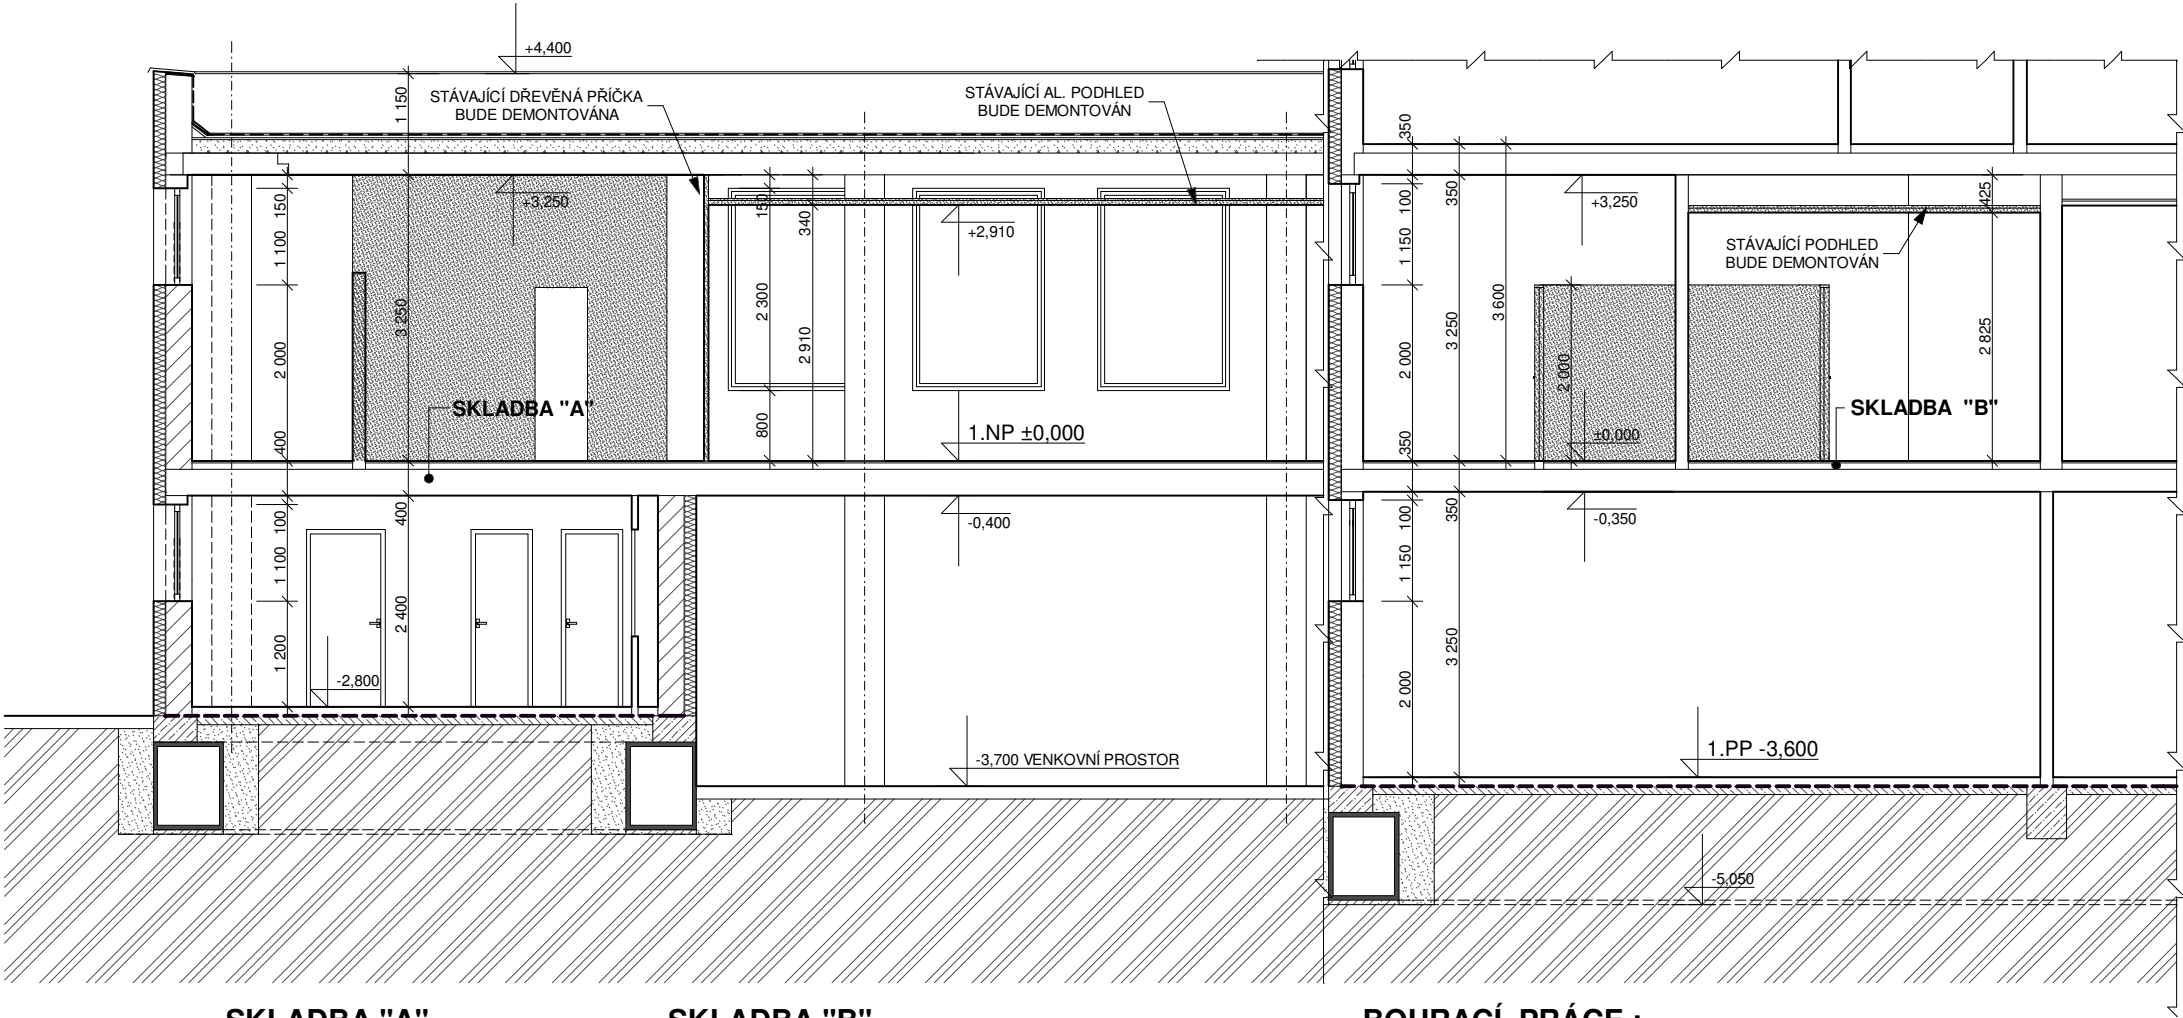 +4,400
1 150
STÁVAJÍCÍ DŘEVĚNÁ PŘÍČKA
BUDE DEMONTOVÁNA
STÁVAJÍCÍ AL. PODHLED
BUDE DEMONTOVÁN
350
150
1 100
2 000
400
+3,250
3 250
150
340
2 300
2 910
800
+2,910
100
350
1 150
3 600
3 250
2 000
350
+3,250
425
STÁVAJÍCÍ PODHLED
BUDE DEMONTOVÁN
2 825
2 000
±0,000
SKLADBA "A"
1.NP ±0,000
SKLADBA "B"
100
1 100
1 200
400
2 400
-2,800
-0,400
-3,700 VENKOVNÍ PROSTOR
100
350
1 150
3 250
2 000
-0,350
1.PP -3,600
-5,050
SKLADBA "A"
SKLADBA "B"
BOURACÍ PRÁCE :